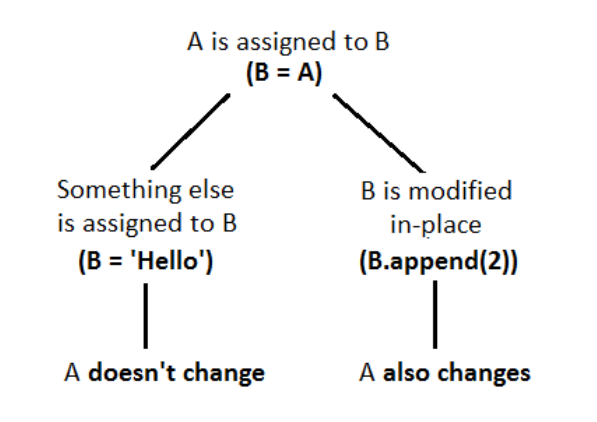 A is assigned to B
(B = A)
Something else
is assigned to B
(B = 'Hello')
A doesn't change
B is modified
in-place
(B.append(2))
A also changes